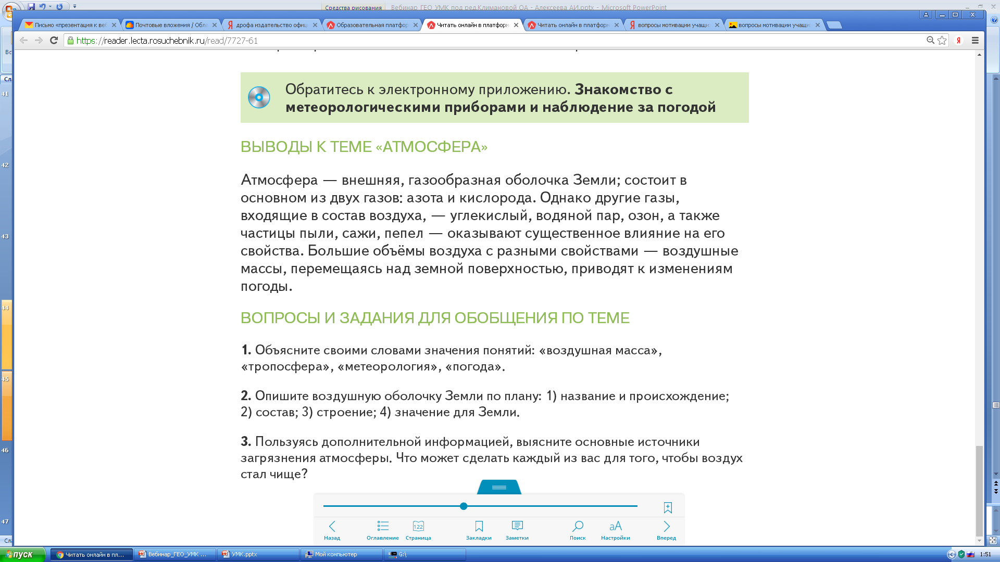 Средства рисования
Вебинар_ГЕО_УМК под ред.Климановой ОА - Алексеева АИ.pptx - Microsoft PowerPoint
Письмо «презентация к веб
Почтовые вложения / Обла
дрофа издательство офиц
Образовательная платфор
Читать онлайн в платформ
Читать онлайн в платформ
вопросы мотивации учащи
вопросы мотивации учащи
https://reader.lecta.rosuchebnik.ru/read/7727-61
Обратитесь к электронному приложению. Знакомство с
метеорологическими приборами и наблюдение за погодой
ВЫВОДЫ К ТЕМЕ «АТМОСФЕРА»
Атмосфера — внешняя, газообразная оболочка Земли; состоит в
основном из двух газов: азота и кислорода. Однако другие газы,
входящие в состав воздуха, — углекислый, водяной пар, озон, а также
частицы пыли, сажи, пепел — оказывают существенное влияние на его
свойства. Большие объёмы воздуха с разными свойствами — воздушные
массы, перемещаясь над земной поверхностью, приводят к изменениям
погоды.
ВОПРОСЫ И ЗАДАНИЯ ДЛЯ ОБОБЩЕНИЯ ПО ТЕМЕ
1. Объясните своими словами значения понятий: «воздушная масса»,
«тропосфера», «метеорология», «погода».
2. Опишите воздушную оболочку Земли по плану: 1) название и происхождение;
2) состав; 3) строение; 4) значение для Земли.
3. Пользуясь дополнительной информацией, выясните основные источники
загрязнения атмосферы. Что может сделать каждый из вас для того, чтобы воздух
стал чище?
122
aA
Назад
Оглавление
Страница
Закладки
Заметки
Поиск
Настройки
Вперед
Вс
Сл
41
42
43
44
45
46
47
Сла
пуск
Читать онлайн в пл...
Вебинар_ГЕО_УМК ...
УМК.pptx
Мой компьютер
G:\
1:51